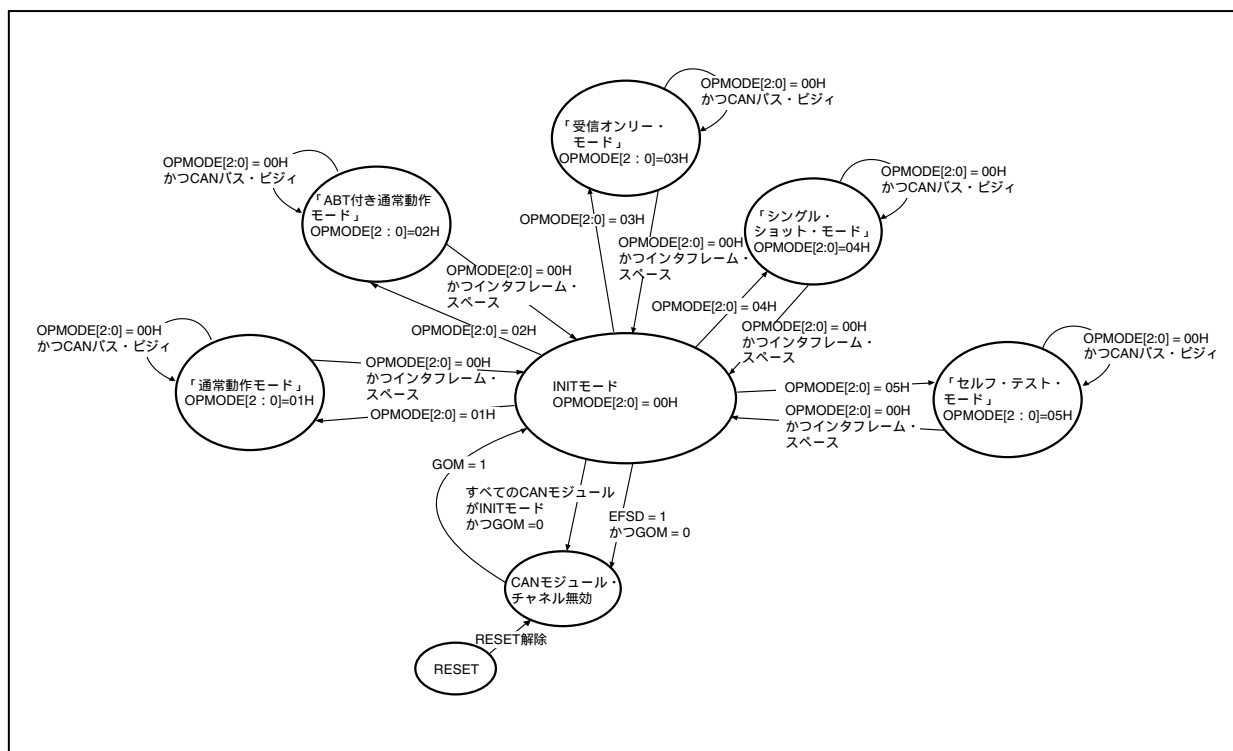 OPMODE[2:0] = 00H
かつCANバス・ビジィ
「受信オンリー・
モード」
OPMODE[2：0]=03H
OPMODE[2:0] = 00H
かつCANバス・ビジィ
「ABT付き通常動作
モード」
OPMODE[2：0]=02H
OPMODE[2:0] = 00H
かつCANバス・ビジィ
「シングル・
ショット・モード」
OPMODE[2:0]=04H
OPMODE[2:0] = 03H
OPMODE[2:0] = 00H
かつインタフレーム・
スペース
OPMODE[2:0] = 00H
かつインタフレーム・
スペース
OPMODE[2:0] = 04H
OPMODE[2:0] = 02H
OPMODE[2:0] = 00H
かつインタフレーム・
スペース
OPMODE[2:0] = 00H
かつCANバス・ビジィ
OPMODE[2:0] = 00H
かつCANバス・ビジィ
「通常動作モード」
OPMODE[2：0]=01H
OPMODE[2:0] = 00H
かつインタフレーム・
スペース
OPMODE[2:0] = 01H
INITモード
OPMODE[2:0] = 00H
OPMODE[2:0] = 05H
OPMODE[2:0] = 00H
かつインタフレーム・
スペース
「セルフ・テスト・
モード」
OPMODE[2：0]=05H
GOM = 1
すべてのCANモジュール
がINITモード
かつGOM =0
EFSD = 1
かつGOM = 0
CANモジュール・
チャネル無効
RESET解除
RESET